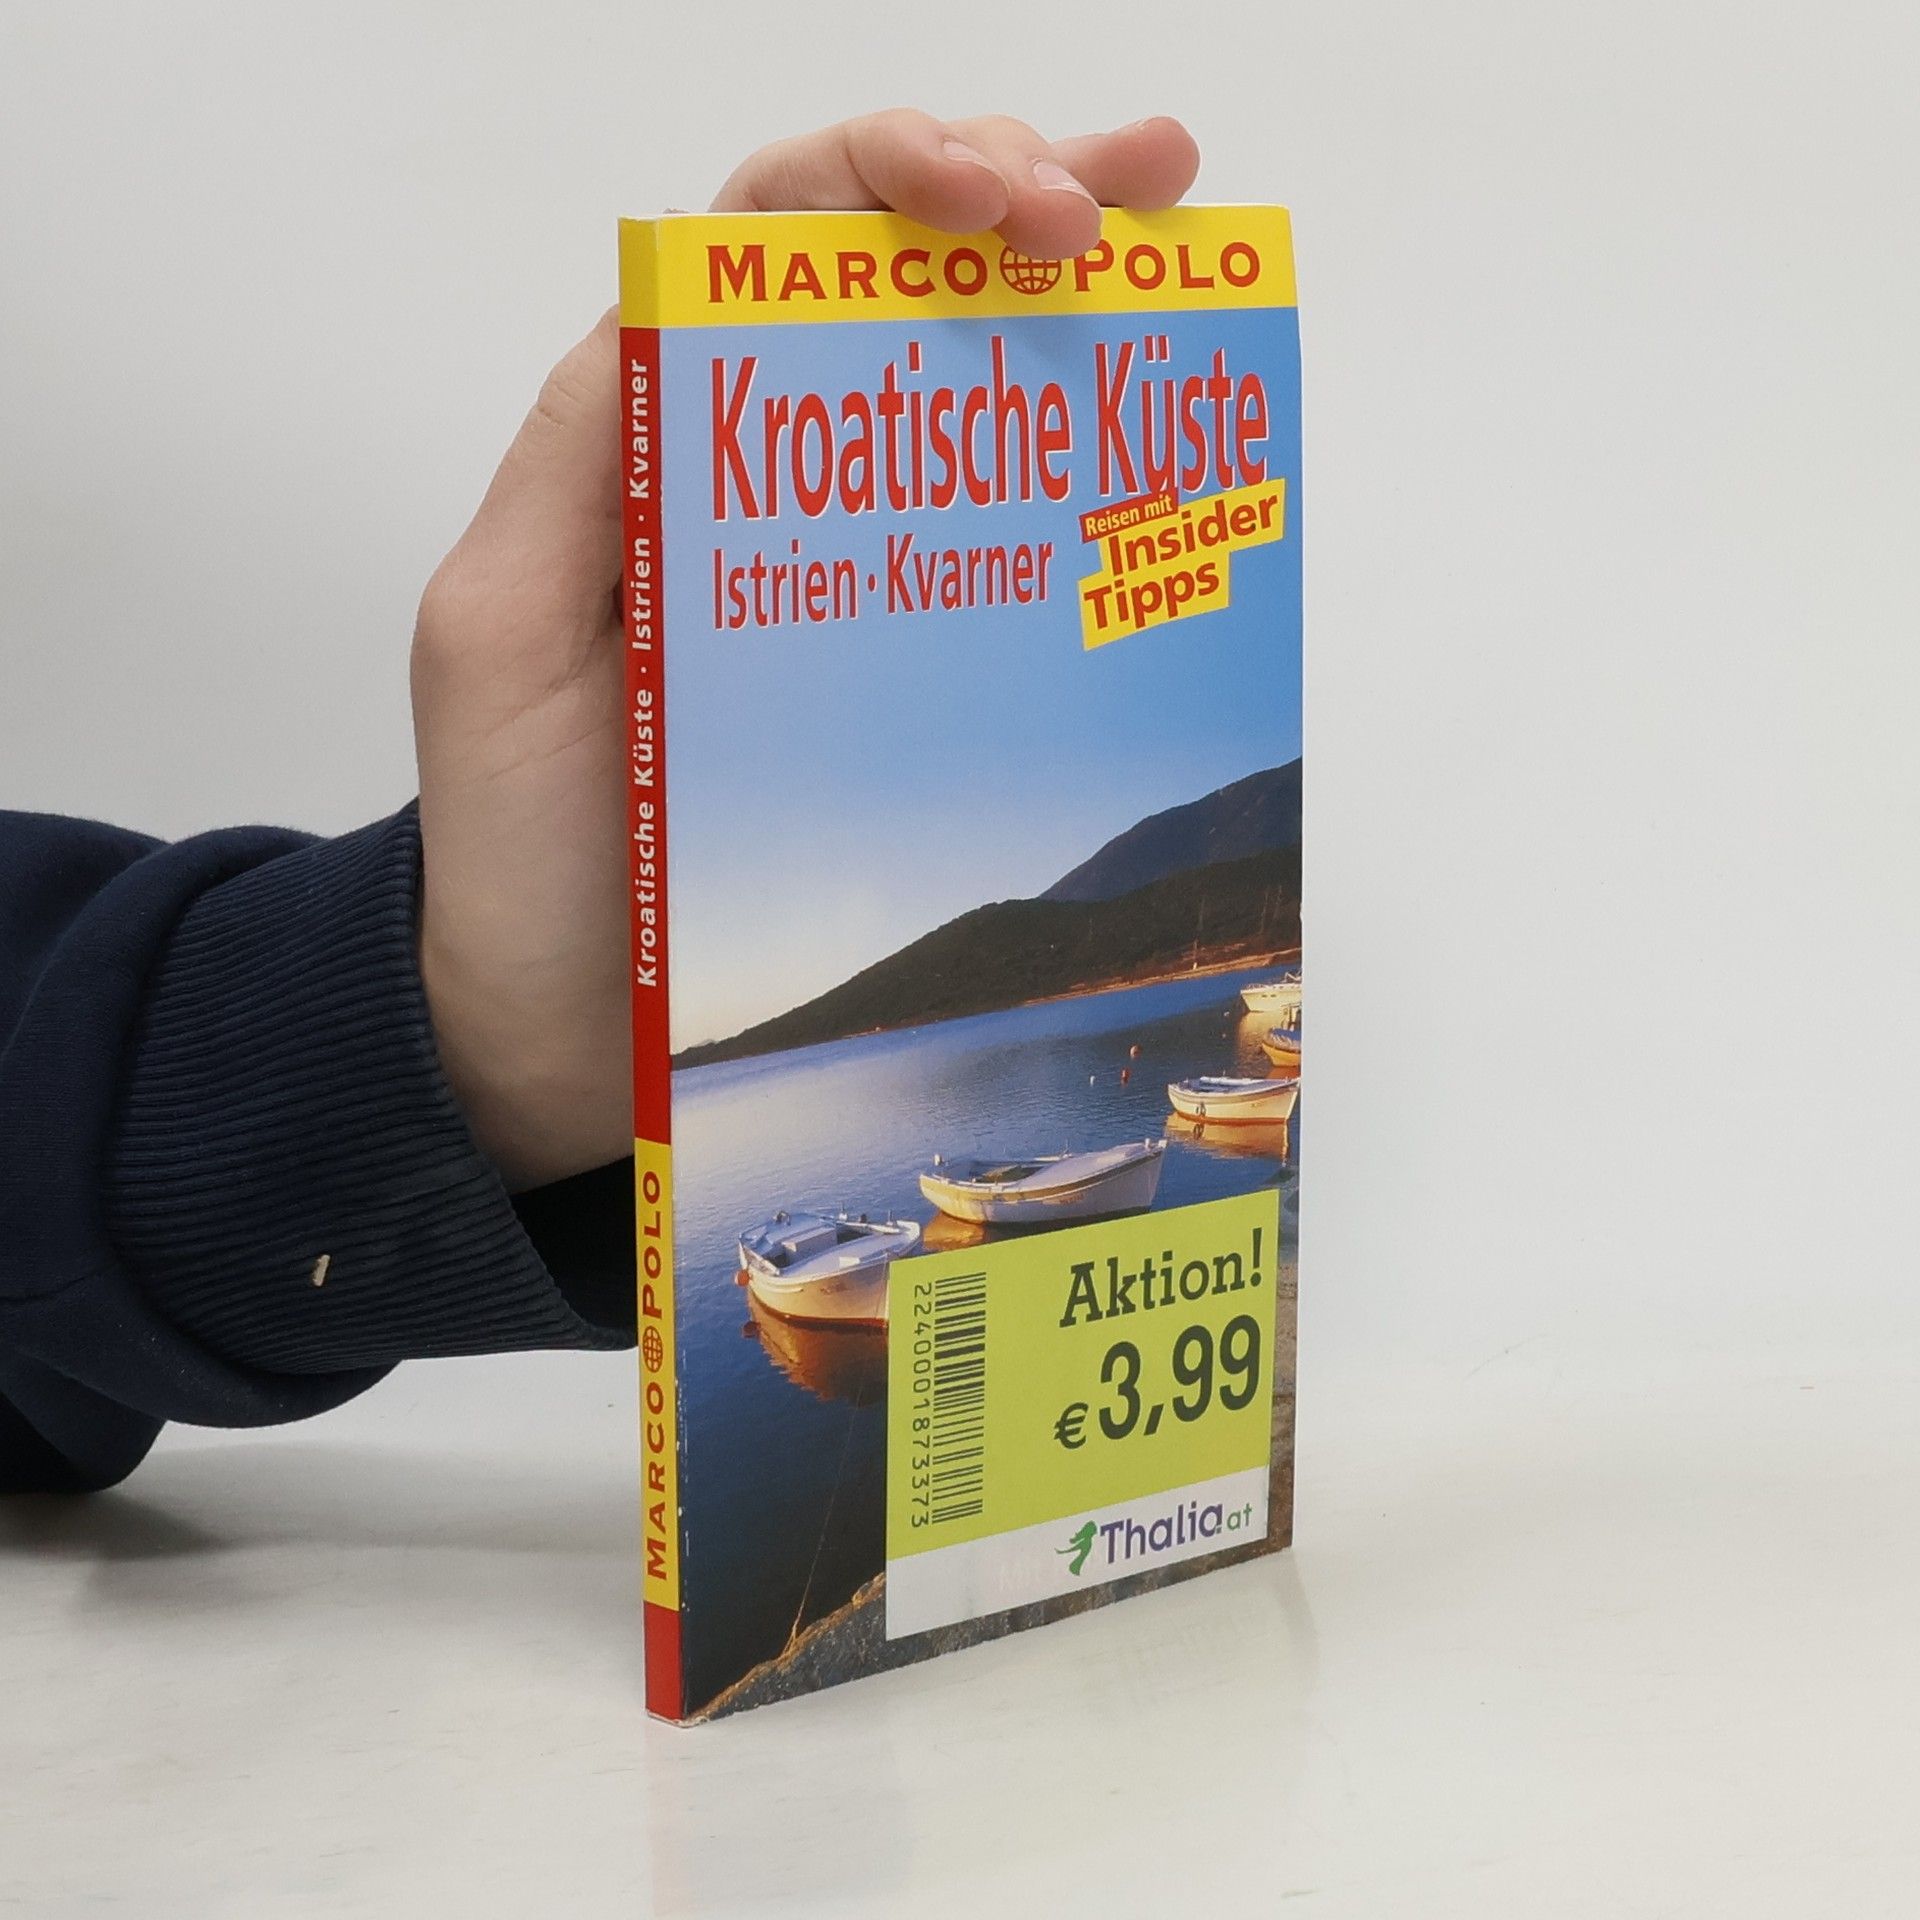 MARCO POLO
Kroatische Küste
Istrien · Kvarner
Reisen mit
Insider
Tipps
Kroatische Küste · Istrien · Kvarner
MARCO POLO
Aktion!
€ 3,99
2240001873373
Thalia.at